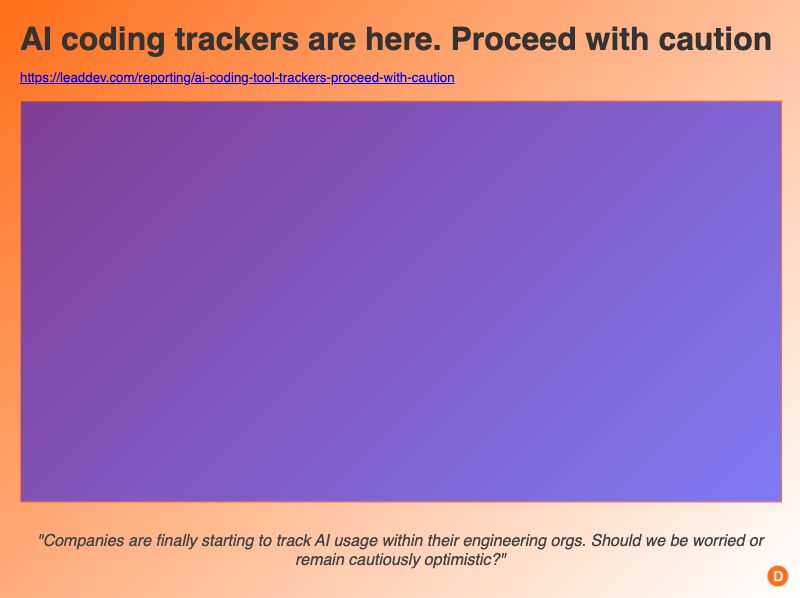 AI coding trackers are here. Proceed with caution
https://leaddev.com/reporting/ai-coding-tool-trackers-proceed-with-caution
"Companies are finally starting to track AI usage within their engineering orgs. Should we be worried or
remain cautiously optimistic?"
D